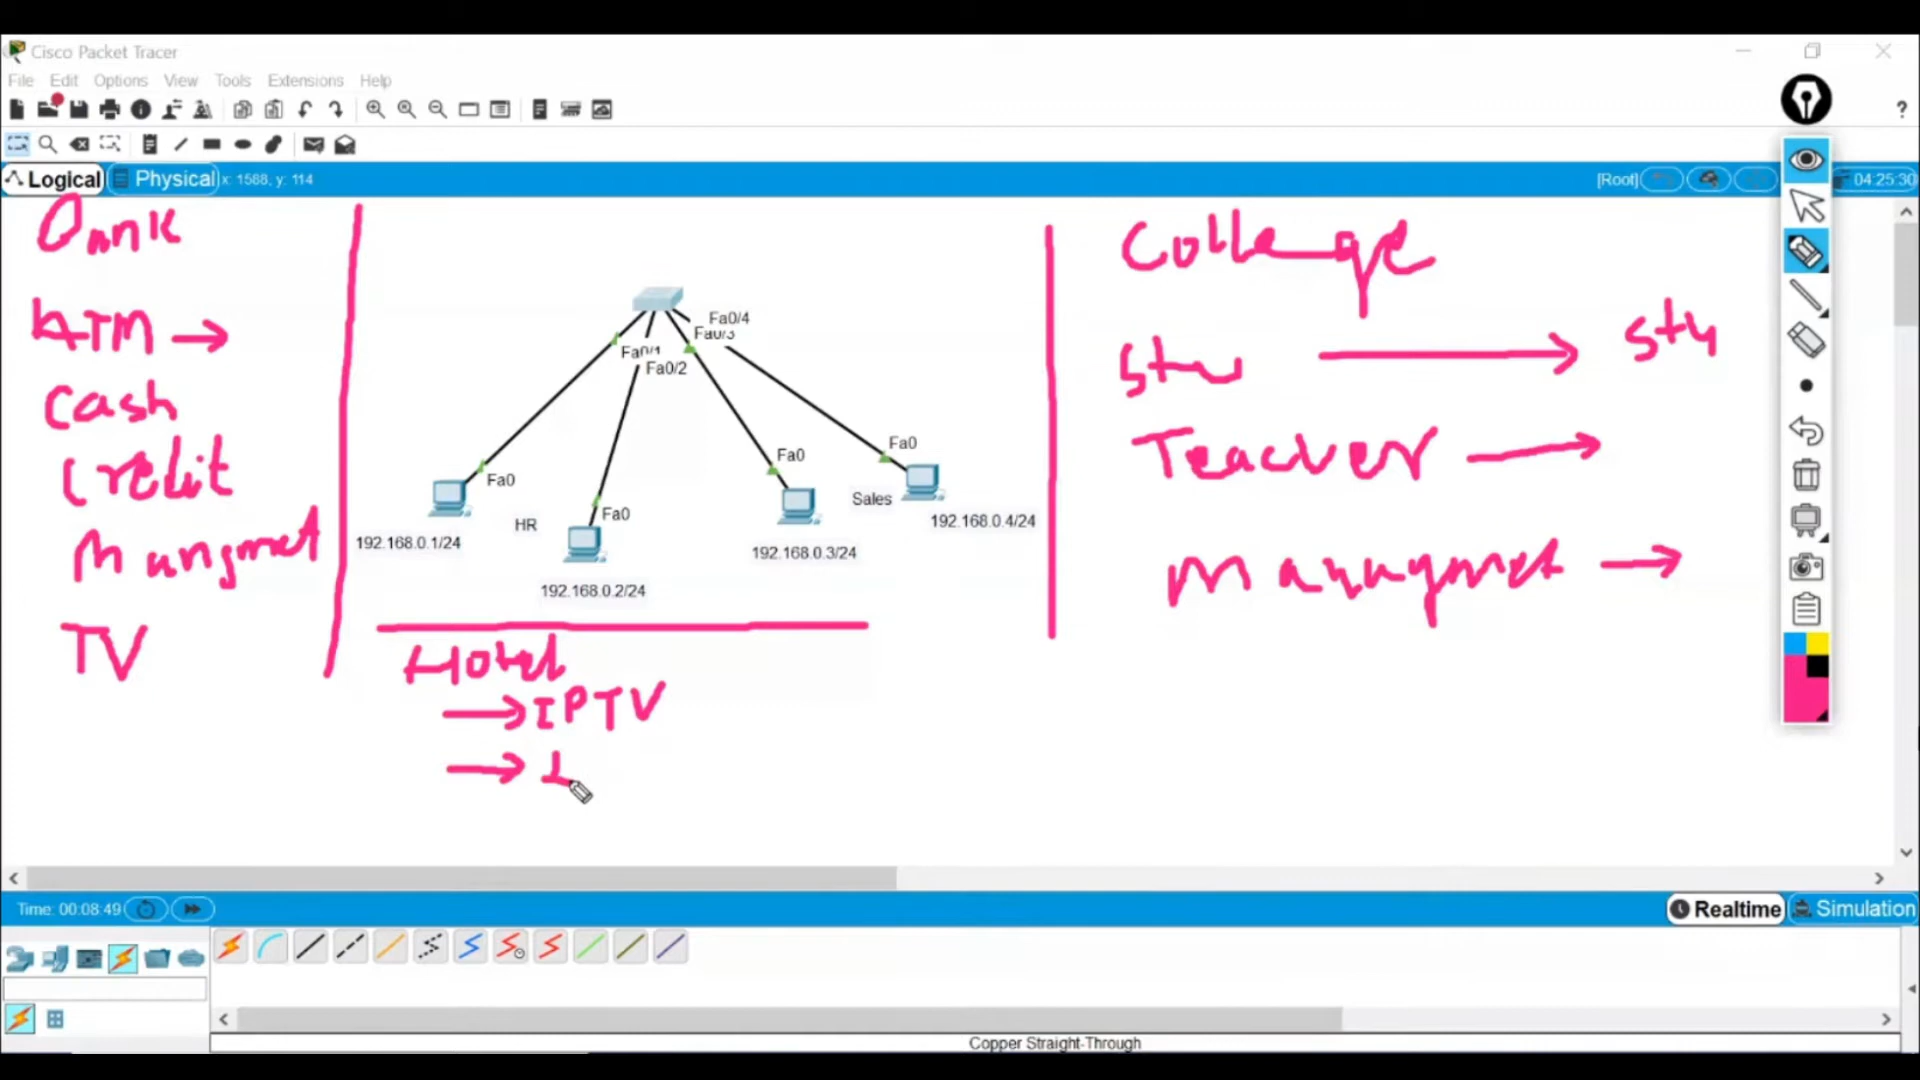 Cisco Packet Tracer
File Edit Options View Tools Extensions Help
?
Logical Physical x: 1588, y: 114 [Root] 04:25:30
Bank
ATM →
Cash
Credit
TV
Fa0/4
Fa0/3
Fa0/1
Fa0/2
Fa0
Fa0
Fa0
Fa0
HR
Sales
192.168.0.1/24
192.168.0.2/24
192.168.0.3/24
192.168.0.4/24
Hotel
→ IPTV
→
College
Stu → Stu
Teacher →
Time: 00:08:49 Realtime Simulation
Copper Straight-Through